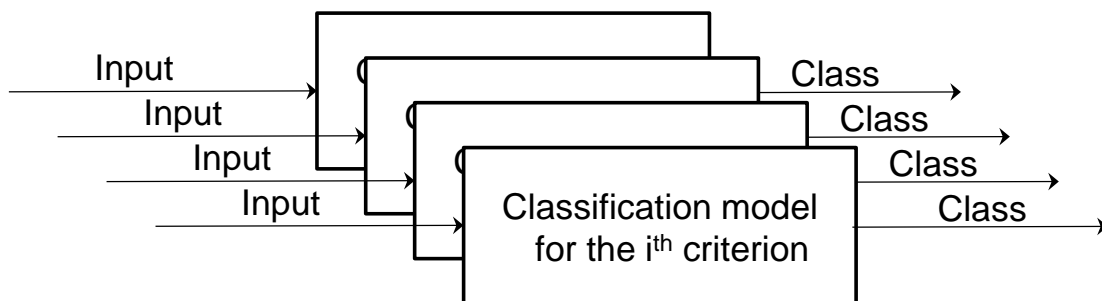 Input
Class
Input
Class
Input
Class
Input
Class
Classification model
for the iᵗʰ criterion